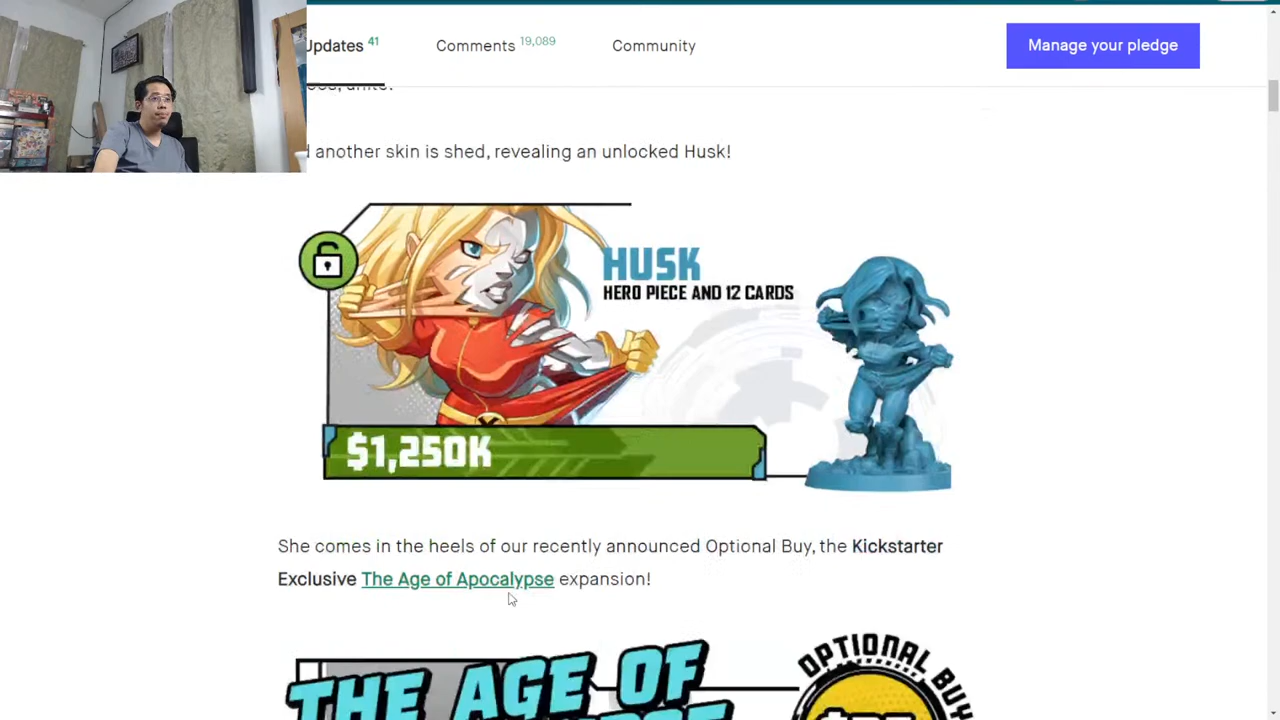 Updates 41
Comments 19,089
Community
Manage your pledge
another skin is shed, revealing an unlocked Husk!
HUSK
HERO PIECE AND 12 CARDS
$1,250K
She comes in the heels of our recently announced Optional Buy, the Kickstarter
Exclusive The Age of Apocalypse expansion!
THE AGE OF
OPTIONAL BUY